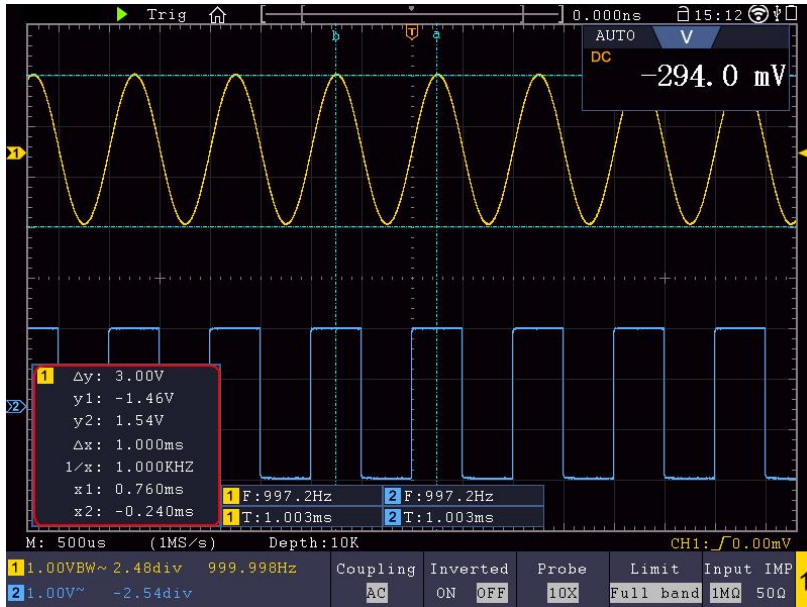 Trig 0.000ns 15:12
b T a AUTO V
DC
-294.0 mV
1
2
1 Δy: 3.00V
y1: -1.46V
y2: 1.54V
Δx: 1.000ms
1/x: 1.000KHZ
x1: 0.760ms
x2: -0.240ms
1 F:997.2Hz 2 F:997.2Hz
1 T:1.003ms 2 T:1.003ms
M: 500us (1MS/s) Depth:10K CH1:0.00mV
1 1.00VBW~ 2.48div 999.998Hz Coupling Inverted Probe Limit Input IMP 1
2 1.00V~ -2.54div AC ON OFF 10X Full band 1MΩ 50Ω